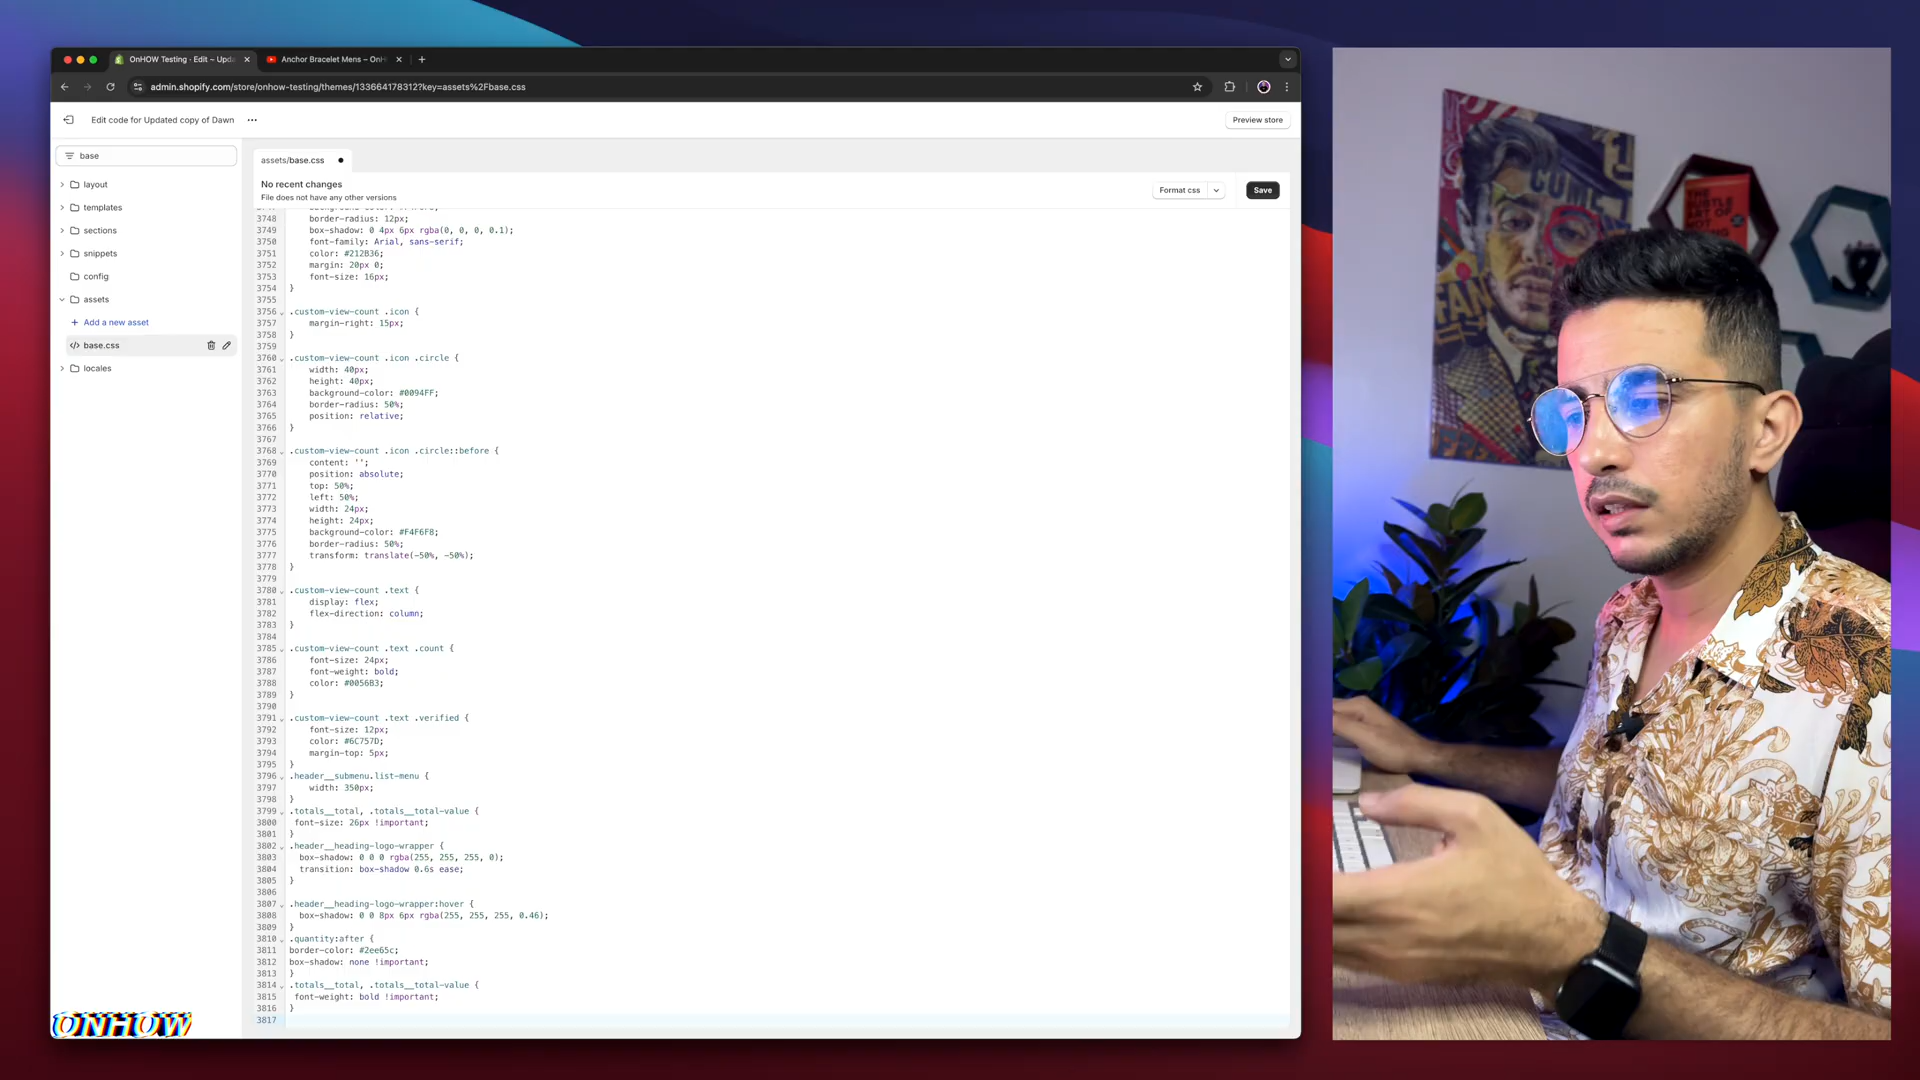 OnHOW Testing · Edit ~ Upda
Anchor Bracelet Mens – OnH
admin.shopify.com/store/onhow-testing/themes/133664178312?key=assets%2Fbase.css
Edit code for Updated copy of Dawn
Preview store
base
layout
templates
sections
snippets
config
assets
Add a new asset
base.css
locales
assets/base.css
No recent changes
File does not have any other versions
Format css
Save
3748 border-radius: 12px;
3749 box-shadow: 0 4px 6px rgba(0, 0, 0, 0.1);
3750 font-family: Arial, sans-serif;
3751 color: #212B36;
3752 margin: 20px 0;
3753 font-size: 16px;
3754 }
3755
3756 .custom-view-count .icon {
3757 margin-right: 15px;
3758 }
3759
3760 .custom-view-count .icon .circle {
3761 width: 40px;
3762 height: 40px;
3763 background-color: #0094FF;
3764 border-radius: 50%;
3765 position: relative;
3766 }
3767
3768 .custom-view-count .icon .circle::before {
3769 content: '';
3770 position: absolute;
3771 top: 50%;
3772 left: 50%;
3773 width: 24px;
3774 height: 24px;
3775 background-color: #F4F6F8;
3776 border-radius: 50%;
3777 transform: translate(-50%, -50%);
3778 }
3779
3780 .custom-view-count .text {
3781 display: flex;
3782 flex-direction: column;
3783 }
3784
3785 .custom-view-count .text .count {
3786 font-size: 24px;
3787 font-weight: bold;
3788 color: #0056B3;
3789 }
3790
3791 .custom-view-count .text .verified {
3792 font-size: 12px;
3793 color: #6C757D;
3794 margin-top: 5px;
3795 }
3796 .header__submenu.list-menu {
3797 width: 350px;
3798 }
3799 .totals__total, .totals__total-value {
3800 font-size: 26px !important;
3801 }
3802 .header__heading-logo-wrapper {
3803 box-shadow: 0 0 0 rgba(255, 255, 255, 0);
3804 transition: box-shadow 0.6s ease;
3805 }
3806
3807 .header__heading-logo-wrapper:hover {
3808 box-shadow: 0 0 8px 6px rgba(255, 255, 255, 0.46);
3809 }
3810 .quantity:after {
3811 border-color: #2ee65c;
3812 box-shadow: none !important;
3813 }
3814 .totals__total, .totals__total-value {
3815 font-weight: bold !important;
3816 }
3817
ONHOW
THE
SUBTLE
ART OF
NOT